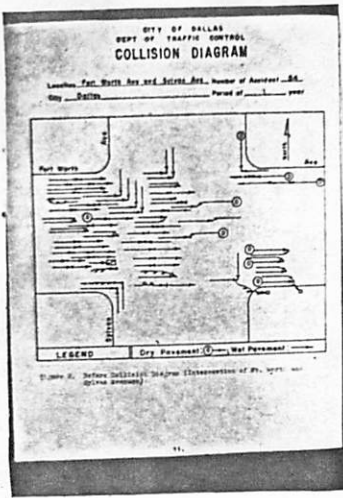 CITY OF DALLAS
DEPT OF TRAFFIC CONTROL
COLLISION DIAGRAM
Location Fort Worth Ave and Sylvan Ave Number of Accident
City Dallas Period of 1 year
Ave
North
Fort Worth
Ave
Sylvan
LEGEND Dry Pavement Wet Pavement
Figure 2. Before Collision Diagram (Intersection of Ft. Worth and
Sylvan Avenues)
11.